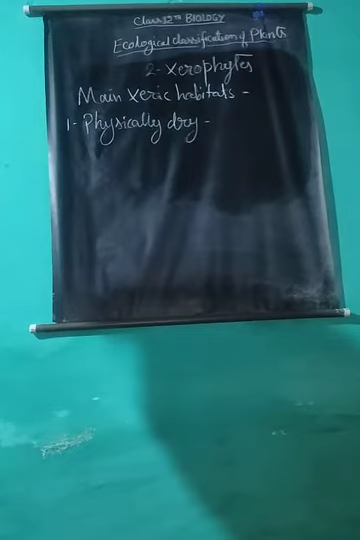 Class 12th BIOLOGY
Ecological classification of Plants
2- Xerophytes
Main Xeric habitats -
1- Physically dry -